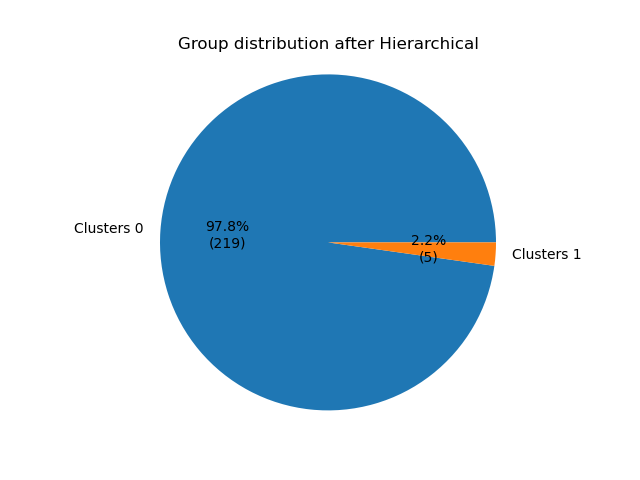 Group distribution after Hierarchical
Clusters 0
97.8%
(219)
2.2%
(5)
Clusters 1